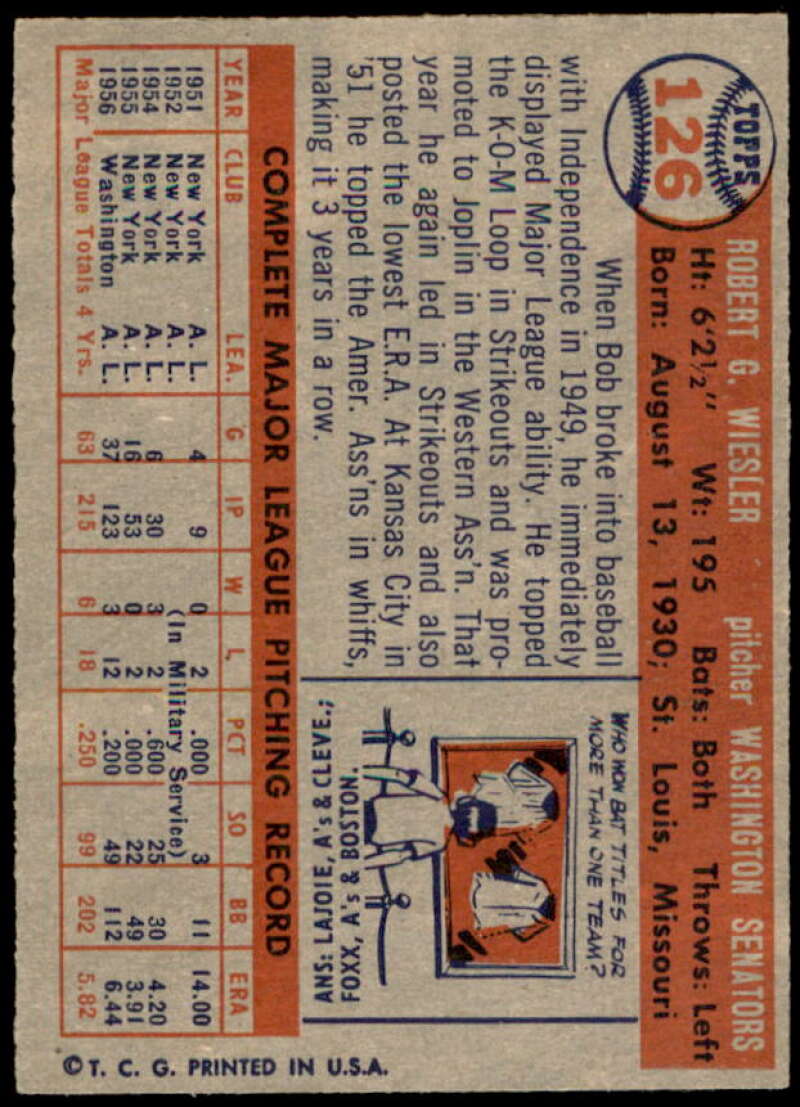 TOPPS
126
ROBERT G. WIESLER pitcher WASHINGTON SENATORS
Ht: 6'2½" Wt: 195 Bats: Both Throws: Left
Born: August 13, 1930; St. Louis, Missouri
When Bob broke into baseball
with Independence in 1949, he immediately
displayed Major League ability. He topped
the K-O-M Loop in Strikeouts and was pro-
moted to Joplin in the Western Ass'n. That
year he again led in Strikeouts and also
posted the lowest E.R.A. At Kansas City in
'51 he topped the Amer. Ass'ns in whiffs,
making it 3 years in a row.
WHO WON BAT TITLES FOR
MORE THAN ONE TEAM?
ANS: LAJOIE, A's & CLEVE.;
FOXX, A's & BOSTON.
COMPLETE MAJOR LEAGUE PITCHING RECORD
YEAR CLUB LEA. G IP W L PCT SO BB ERA
1951 New York A. L. 4 9 0 2 .000 3 11 14.00
1952 New York A. L. (In Military Service)
1954 New York A. L. 6 30 3 2 .600 25 30 4.20
1955 New York A. L. 16 53 0 2 .000 22 49 3.91
1956 Washington A. L. 37 123 3 12 .200 49 112 6.44
Major League Totals 4 Yrs. 63 215 6 18 .250 99 202 5.82
© T. C. G. PRINTED IN U.S.A.